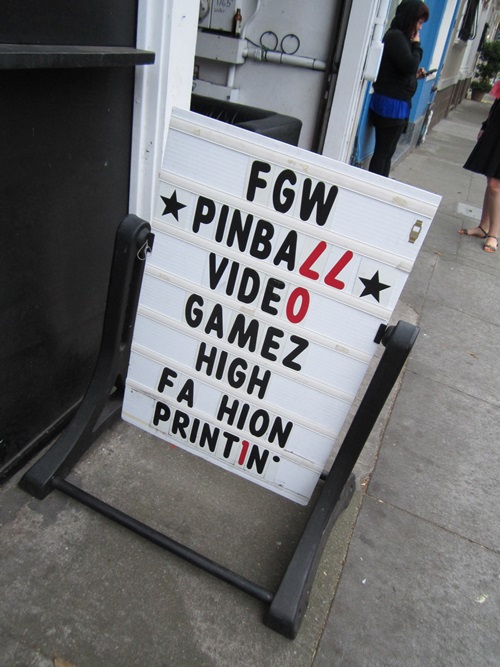 FGW
★PINBALL
VIDEO★
GAMEZ
HIGH
FA HION
PRINT1N'